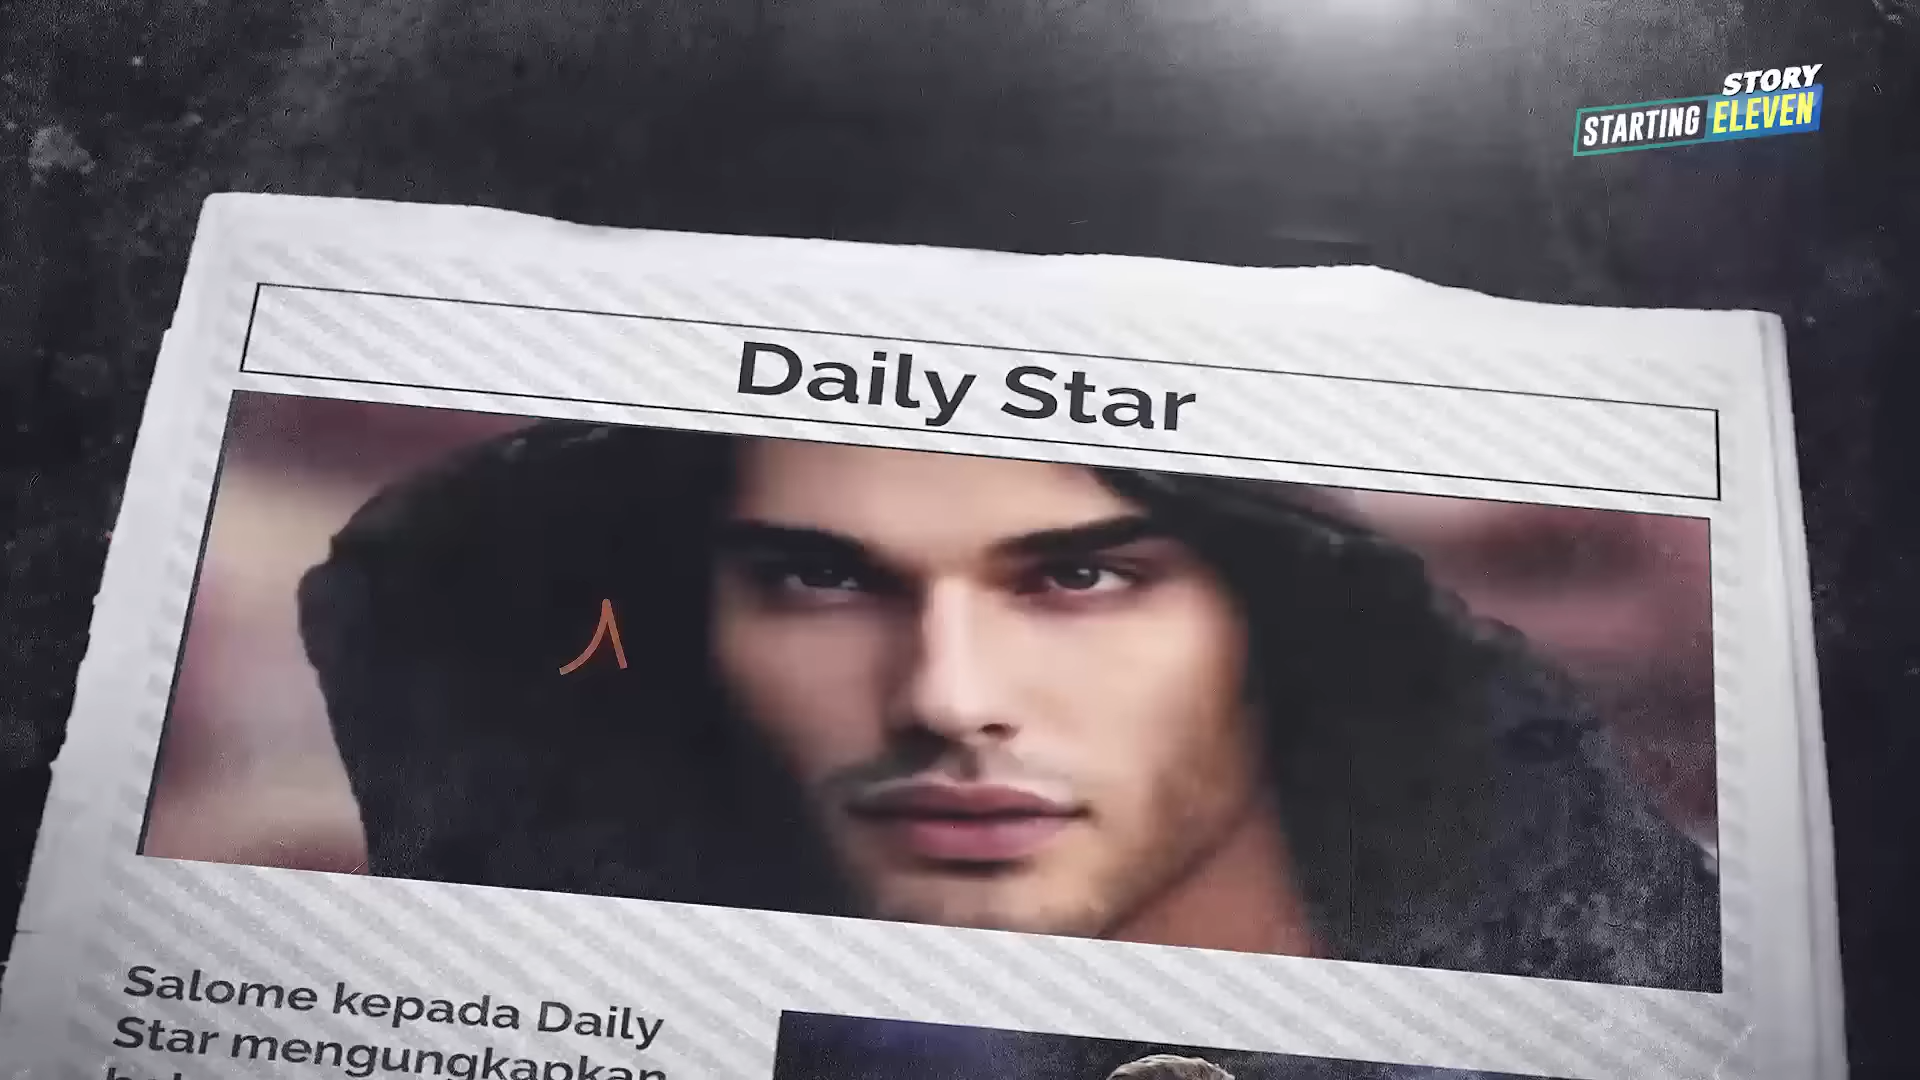 STORY
STARTING ELEVEN
Daily Star
Salome kepada Daily
Star mengungkapkan